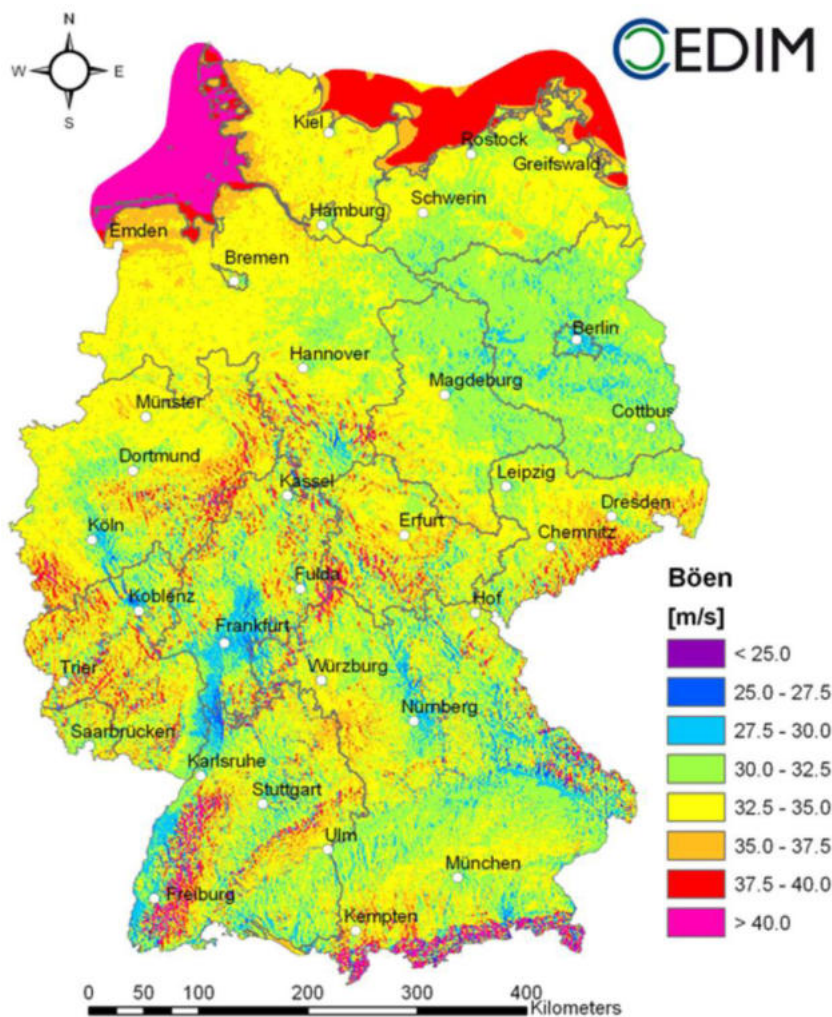 N
W E
S
CEDIM
Kiel
Rostock
Greifswald
Schwerin
Hamburg
Emden
Bremen
Berlin
Hannover
Magdeburg
Münster
Cottbus
Dortmund
Leipzig
Kassel
Dresden
Erfurt
Köln
Chemnitz
Fulda
Koblenz
Hof
Frankfurt
Trier
Würzburg
Nürnberg
Saarbrücken
Karlsruhe
Stuttgart
Ulm
München
Freiburg
Kempten
Böen
[m/s]
< 25.0
25.0 - 27.5
27.5 - 30.0
30.0 - 32.5
32.5 - 35.0
35.0 - 37.5
37.5 - 40.0
> 40.0
0 50 100 200 300 400
Kilometers